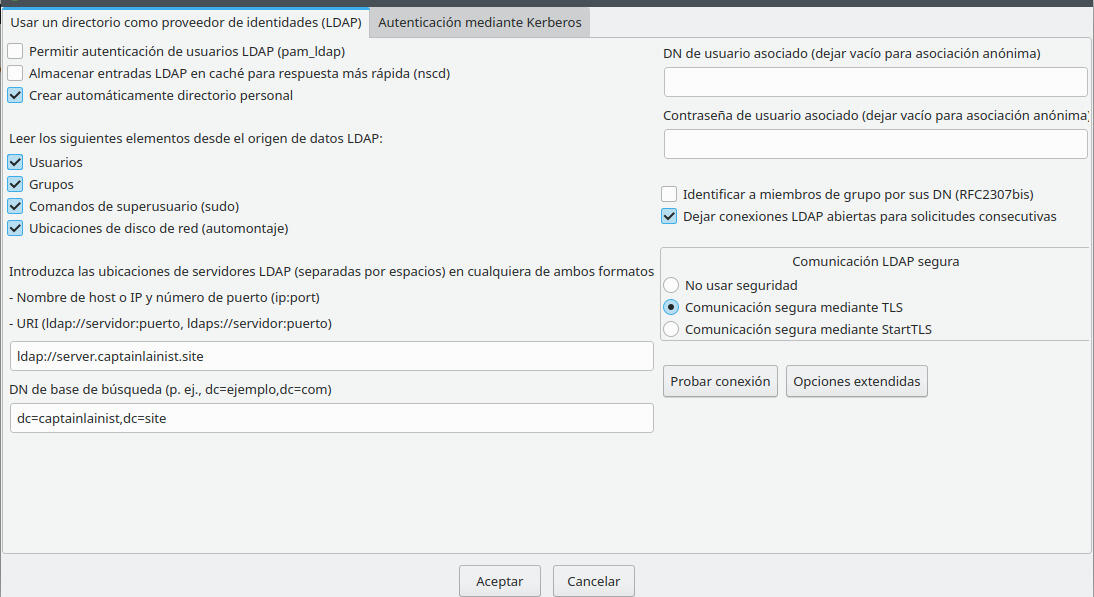 Usar un directorio como proveedor de identidades (LDAP)
Autenticación mediante Kerberos
Permitir autenticación de usuarios LDAP (pam_ldap)
Almacenar entradas LDAP en caché para respuesta más rápida (nscd)
Crear automáticamente directorio personal
Leer los siguientes elementos desde el origen de datos LDAP:
Usuarios
Grupos
Comandos de superusuario (sudo)
Ubicaciones de disco de red (automontaje)
Introduzca las ubicaciones de servidores LDAP (separadas por espacios) en cualquiera de ambos formatos
- Nombre de host o IP y número de puerto (ip:port)
- URI (ldap://servidor:puerto, ldaps://servidor:puerto)
ldap://server.captainlainist.site
DN de base de búsqueda (p. ej., dc=ejemplo,dc=com)
dc=captainlainist,dc=site
DN de usuario asociado (dejar vacío para asociación anónima)
Contraseña de usuario asociado (dejar vacío para asociación anónima)
Identificar a miembros de grupo por sus DN (RFC2307bis)
Dejar conexiones LDAP abiertas para solicitudes consecutivas
Comunicación LDAP segura
No usar seguridad
Comunicación segura mediante TLS
Comunicación segura mediante StartTLS
Probar conexión
Opciones extendidas
Aceptar
Cancelar